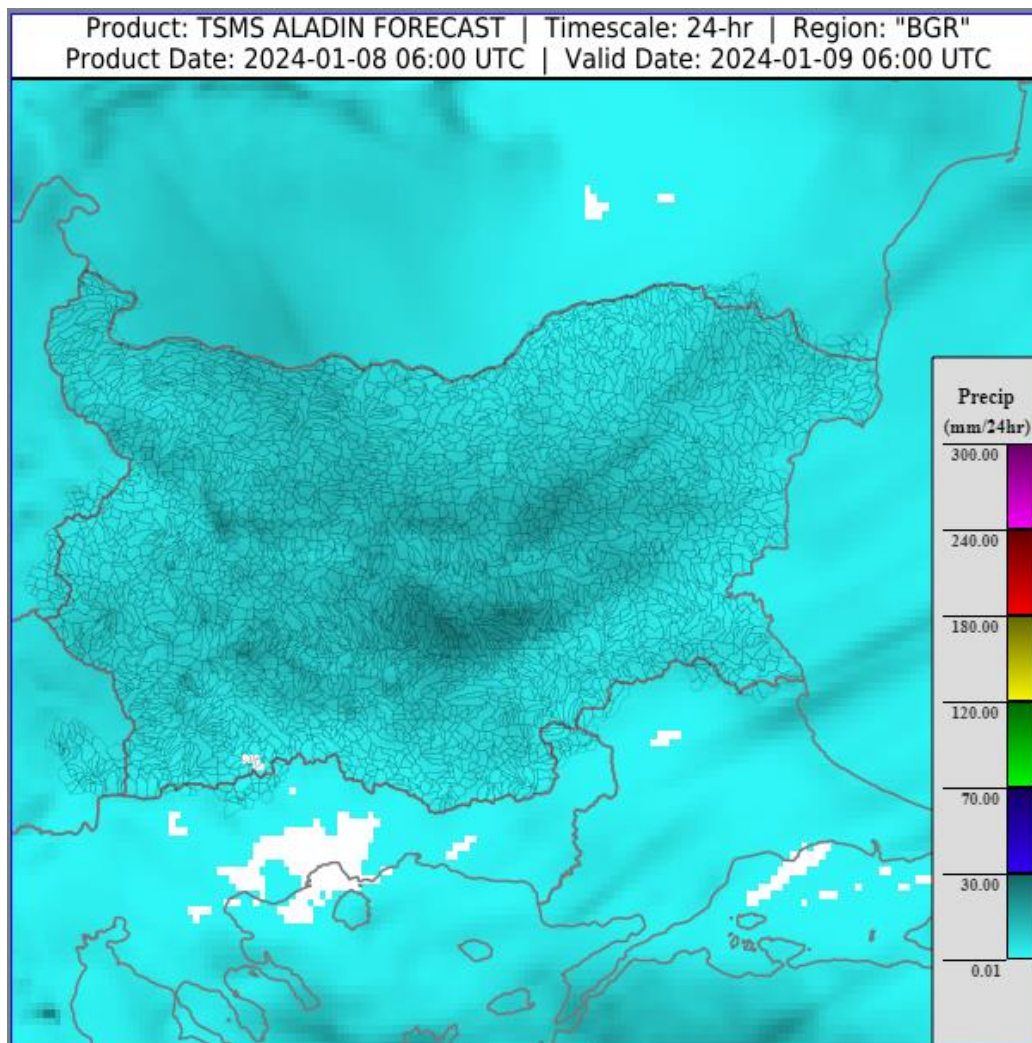 Product: TSMS ALADIN FORECAST | Timescale: 24-hr | Region: "BGR"
Product Date: 2024-01-08 06:00 UTC | Valid Date: 2024-01-09 06:00 UTC
Precip
(mm/24hr)
300.00
240.00
180.00
120.00
70.00
30.00
0.01